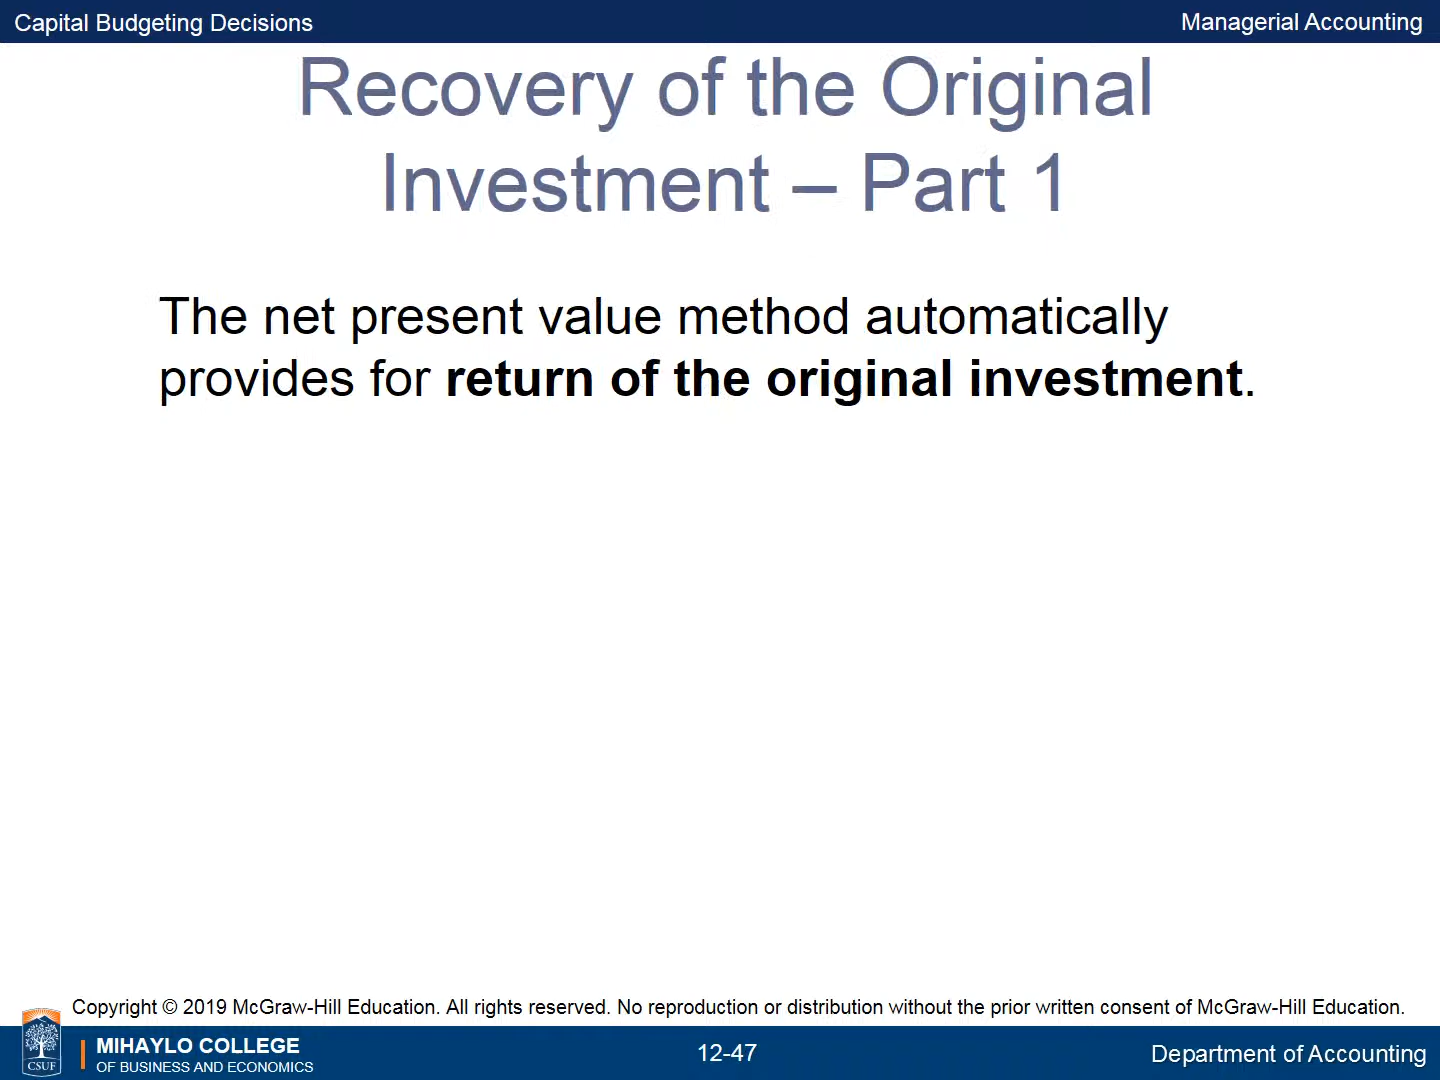 Capital Budgeting Decisions
Managerial Accounting
Recovery of the Original
Investment – Part 1
The net present value method automatically
provides for return of the original investment.
Copyright © 2019 McGraw-Hill Education. All rights reserved. No reproduction or distribution without the prior written consent of McGraw-Hill Education.
CSUF
MIHAYLO COLLEGE
OF BUSINESS AND ECONOMICS
12-47
Department of Accounting